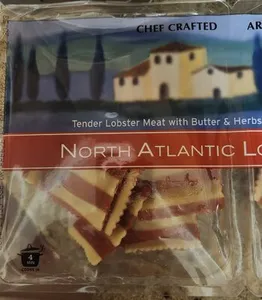 CHEF CRAFTED AR
Tender Lobster Meat with Butter & Herbs
NORTH ATLANTIC LO
4